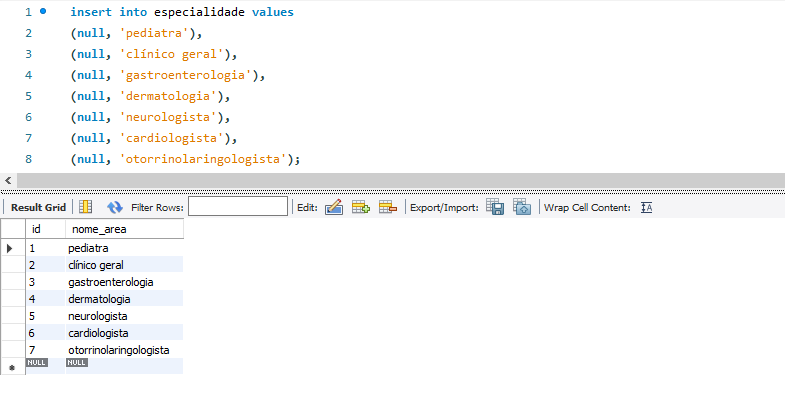 1 insert into especialidade values
2 (null, 'pediatra'),
3 (null, 'clínico geral'),
4 (null, 'gastroenterologia'),
5 (null, 'dermatologia'),
6 (null, 'neurologista'),
7 (null, 'cardiologista'),
8 (null, 'otorrinolaringologista');
Result Grid Filter Rows: Edit: Export/Import: Wrap Cell Content: IA
id nome_area
1 pediatra
2 clínico geral
3 gastroenterologia
4 dermatologia
5 neurologista
6 cardiologista
7 otorrinolaringologista
NULL NULL